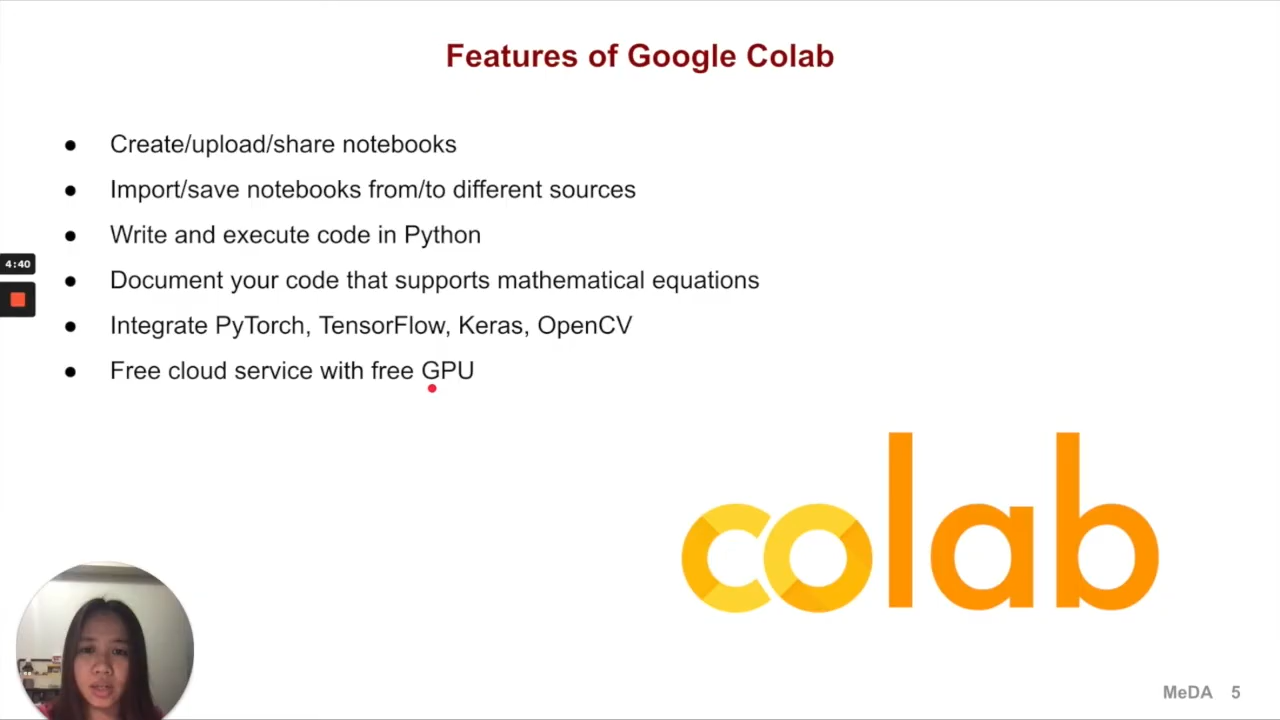 Features of Google Colab
● Create/upload/share notebooks
● Import/save notebooks from/to different sources
● Write and execute code in Python
4:40
● Document your code that supports mathematical equations
● Integrate PyTorch, TensorFlow, Keras, OpenCV
● Free cloud service with free GPU
colab
MeDA 5